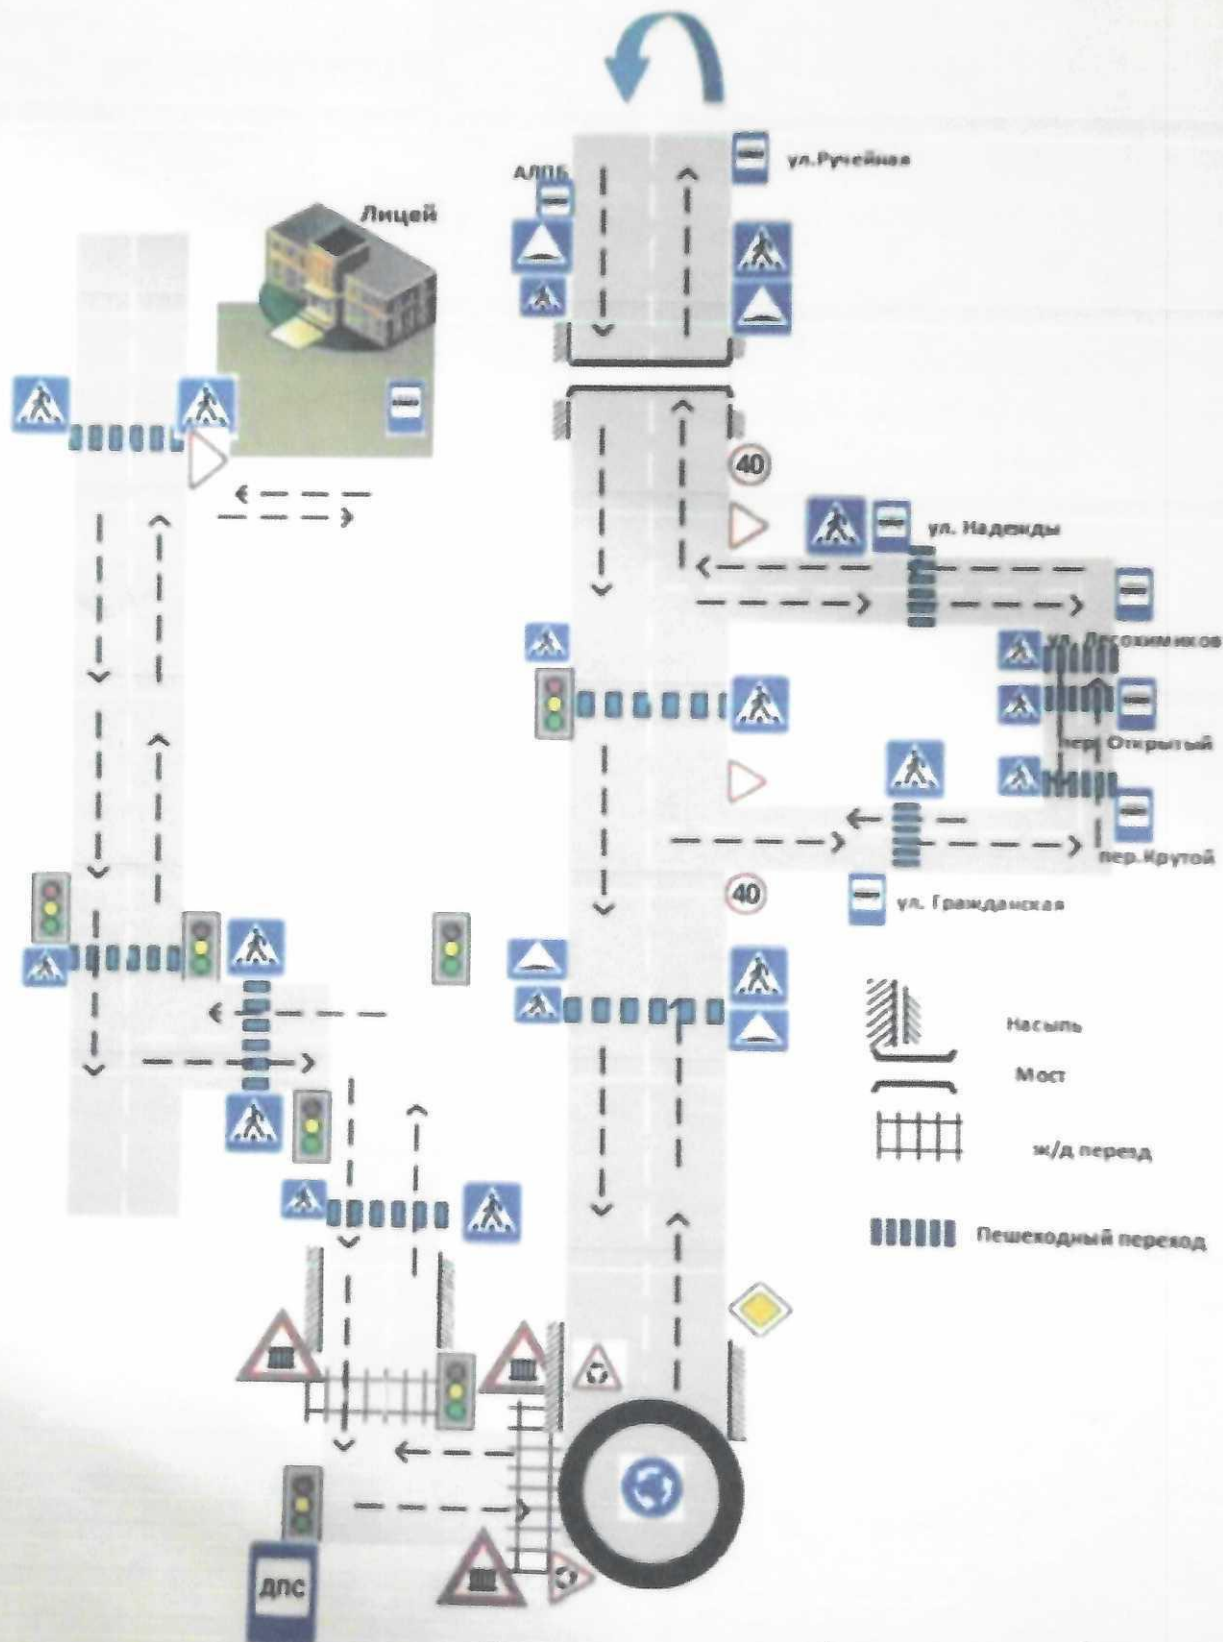 ул.Ручейная
АЛПБ
Лицей
40
ул. Надежды
ул. Лесохимиков
пер. Открытый
пер.Крутой
40
ул. Гражданская
Насыпь
Мост
ж/д переезд
Пешеходный переход
ДПС